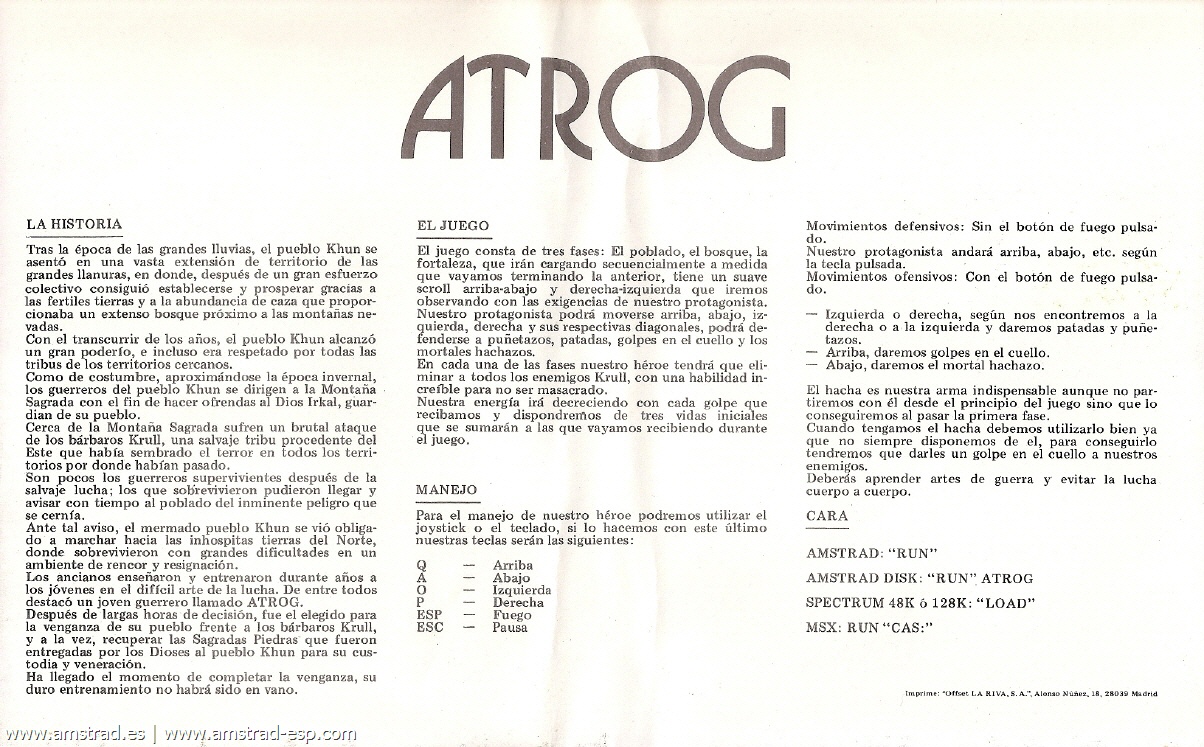 ATROG
LA HISTORIA
Tras la época de las grandes lluvias, el pueblo Khun se
asentó en una vasta extensión de territorio de las
grandes llanuras, en donde, después de un gran esfuerzo
colectivo consiguió establecerse y prosperar gracias a
las fertiles tierras y a la abundancia de caza que propor-
cionaba un extenso bosque próximo a las montañas ne-
vadas.
Con el transcurrir de los años, el pueblo Khun alcanzó
un gran poderío, e incluso era respetado por todas las
tribus de los territorios cercanos.
Como de costumbre, aproximándose la época invernal,
los guerreros del pueblo Khun se dirigen a la Montaña
Sagrada con el fin de hacer ofrendas al Dios Irkal, guar-
dian de su pueblo.
Cerca de la Montaña Sagrada sufren un brutal ataque
de los bárbaros Krull, una salvaje tribu procedente del
Este que había sembrado el terror en todos los terri-
torios por donde habían pasado.
Son pocos los guerreros supervivientes después de la
salvaje lucha; los que sobrevivieron pudieron llegar y
avisar con tiempo al poblado del inminente peligro que
se cernía.
Ante tal aviso, el mermado pueblo Khun se vió obliga-
do a marchar hacia las inhospitas tierras del Norte,
donde sobrevivieron con grandes dificultades en un
ambiente de rencor y resignación.
Los ancianos enseñaron y entrenaron durante años a
los jóvenes en el difícil arte de la lucha. De entre todos
destacó un joven guerrero llamado ATROG.
Después de largas horas de decisión, fue el elegido para
la venganza de su pueblo frente a los bárbaros Krull,
y a la vez, recuperar las Sagradas Piedras que fueron
entregadas por los Dioses al pueblo Khun para su cus-
todia y veneración.
Ha llegado el momento de completar la venganza, su
duro entrenamiento no habrá sido en vano.
EL JUEGO
El juego consta de tres fases: El poblado, el bosque, la
fortaleza, que irán cargando secuencialmente a medida
que vayamos terminando la anterior, tiene un suave
scroll arriba-abajo y derecha-izquierda que iremos
observando con las exigencias de nuestro protagonista.
Nuestro protagonista podrá moverse arriba, abajo, iz-
quierda, derecha y sus respectivas diagonales, podrá de-
fenderse a puñetazos, patadas, golpes en el cuello y los
mortales hachazos.
En cada una de las fases nuestro héroe tendrá que eli-
minar a todos los enemigos Krull, con una habilidad in-
creíble para no ser masacrado.
Nuestra energía irá decreciendo con cada golpe que
recibamos y dispondremos de tres vidas iniciales
que se sumarán a las que vayamos recibiendo durante
el juego.
MANEJO
Para el manejo de nuestro héroe podremos utilizar el
joystick o el teclado, si lo hacemos con este último
nuestras teclas serán las siguientes:
Q — Arriba
A — Abajo
O — Izquierda
P — Derecha
ESP — Fuego
ESC — Pausa
Movimientos defensivos: Sin el botón de fuego pulsa-
do.
Nuestro protagonista andará arriba, abajo, etc. según
la tecla pulsada.
Movimientos ofensivos: Con el botón de fuego pulsa-
do.
— Izquierda o derecha, según nos encontremos a la
derecha o a la izquierda y daremos patadas y puñe-
tazos.
— Arriba, daremos golpes en el cuello.
— Abajo, daremos el mortal hachazo.
El hacha es nuestra arma indispensable aunque no par-
tiremos con él desde el principio del juego sino que lo
conseguiremos al pasar la primera fase.
Cuando tengamos el hacha debemos utilizarlo bien ya
que no siempre disponemos de el, para conseguirlo
tendremos que darles un golpe en el cuello a nuestros
enemigos.
Deberás aprender artes de guerra y evitar la lucha
cuerpo a cuerpo.
CARA
AMSTRAD: “RUN”
AMSTRAD DISK: “RUN” ATROG
SPECTRUM 48K ó 128K: “LOAD”
MSX: RUN “CAS:”
Imprime: “Offset LA RIVA, S. A.”, Alonso Núñez, 18, 28039 Madrid
www.amstrad.es | www.amstrad-esp.com